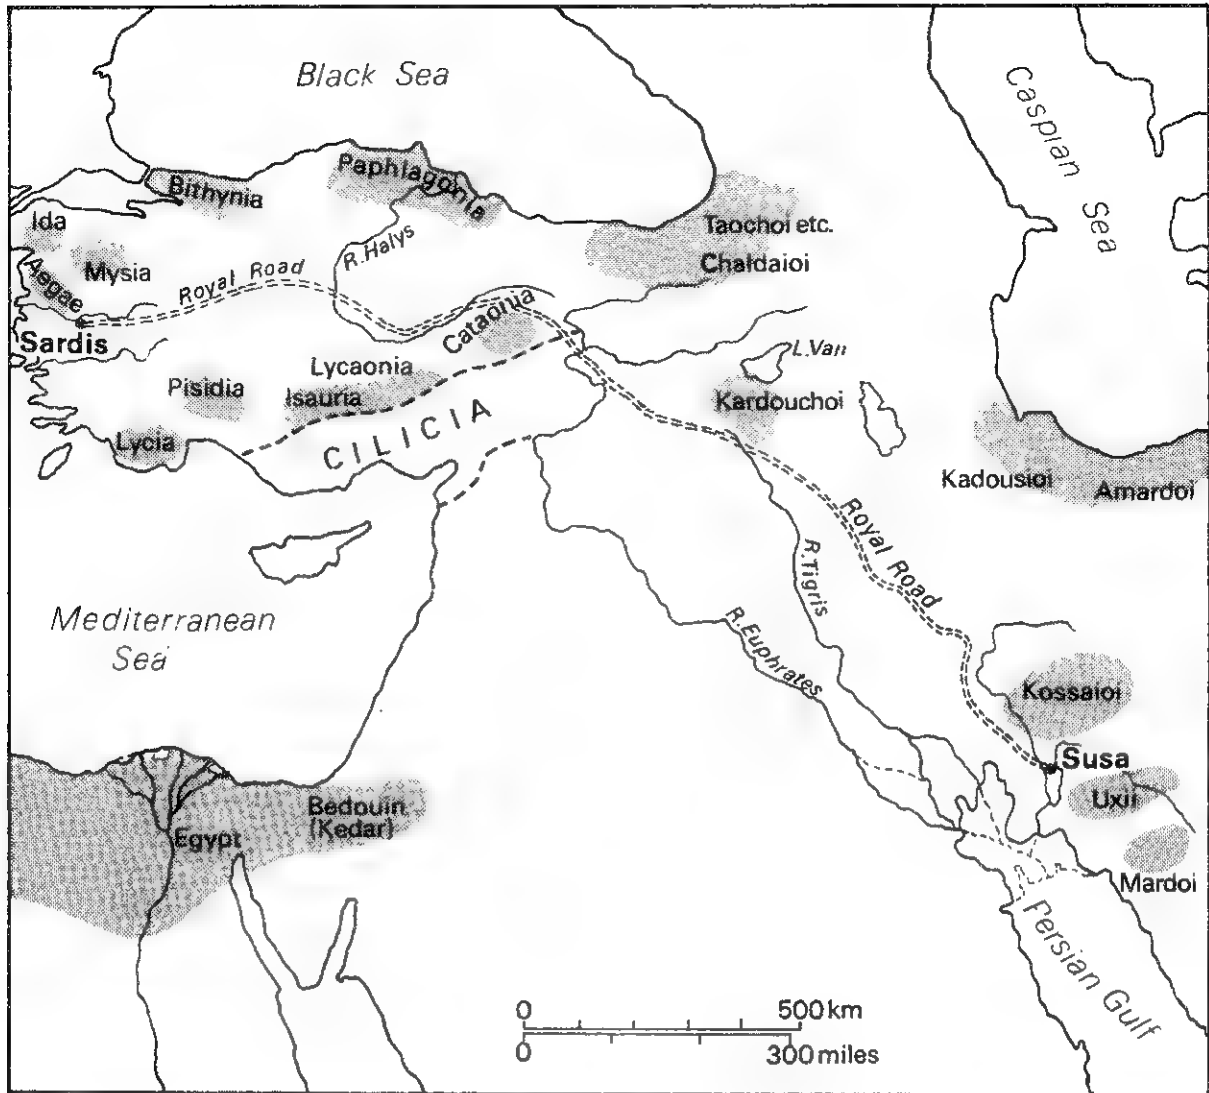 Black Sea
Caspian Sea
Paphlagonia
Bithynia
Ida
Taochoi etc.
R. Halys
Mysia
Chaldaioi
Aegae
Royal Road
Cataonia
Sardis
L. Van
Lycaonia
Pisidia
Isauria
Kardouchoi
CILICIA
Lycia
Kadousioi
Amardoi
Royal Road
R. Tigris
Mediterranean
Sea
R. Euphrates
Kossaioi
Susa
Uxii
Bedouin
(Kedar)
Egypt
Mardoi
Persian Gulf
0 500 km
0 300 miles